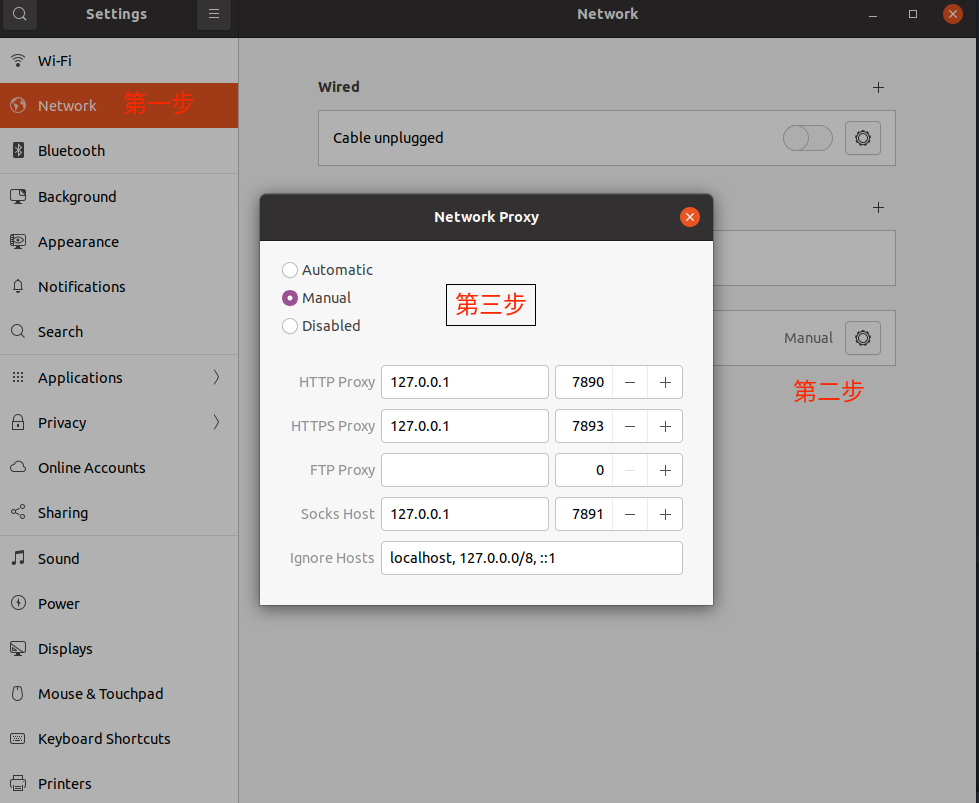 Settings
Network
Wi-Fi
Network
第一步
Bluetooth
Background
Appearance
Notifications
Search
Applications
Privacy
Online Accounts
Sharing
Sound
Power
Displays
Mouse & Touchpad
Keyboard Shortcuts
Printers
Wired
Cable unplugged
Manual
第二步
Network Proxy
Automatic
Manual
Disabled
第三步
HTTP Proxy 127.0.0.1 7890 − +
HTTPS Proxy 127.0.0.1 7893 − +
FTP Proxy 0 − +
Socks Host 127.0.0.1 7891 − +
Ignore Hosts localhost, 127.0.0.0/8, ::1